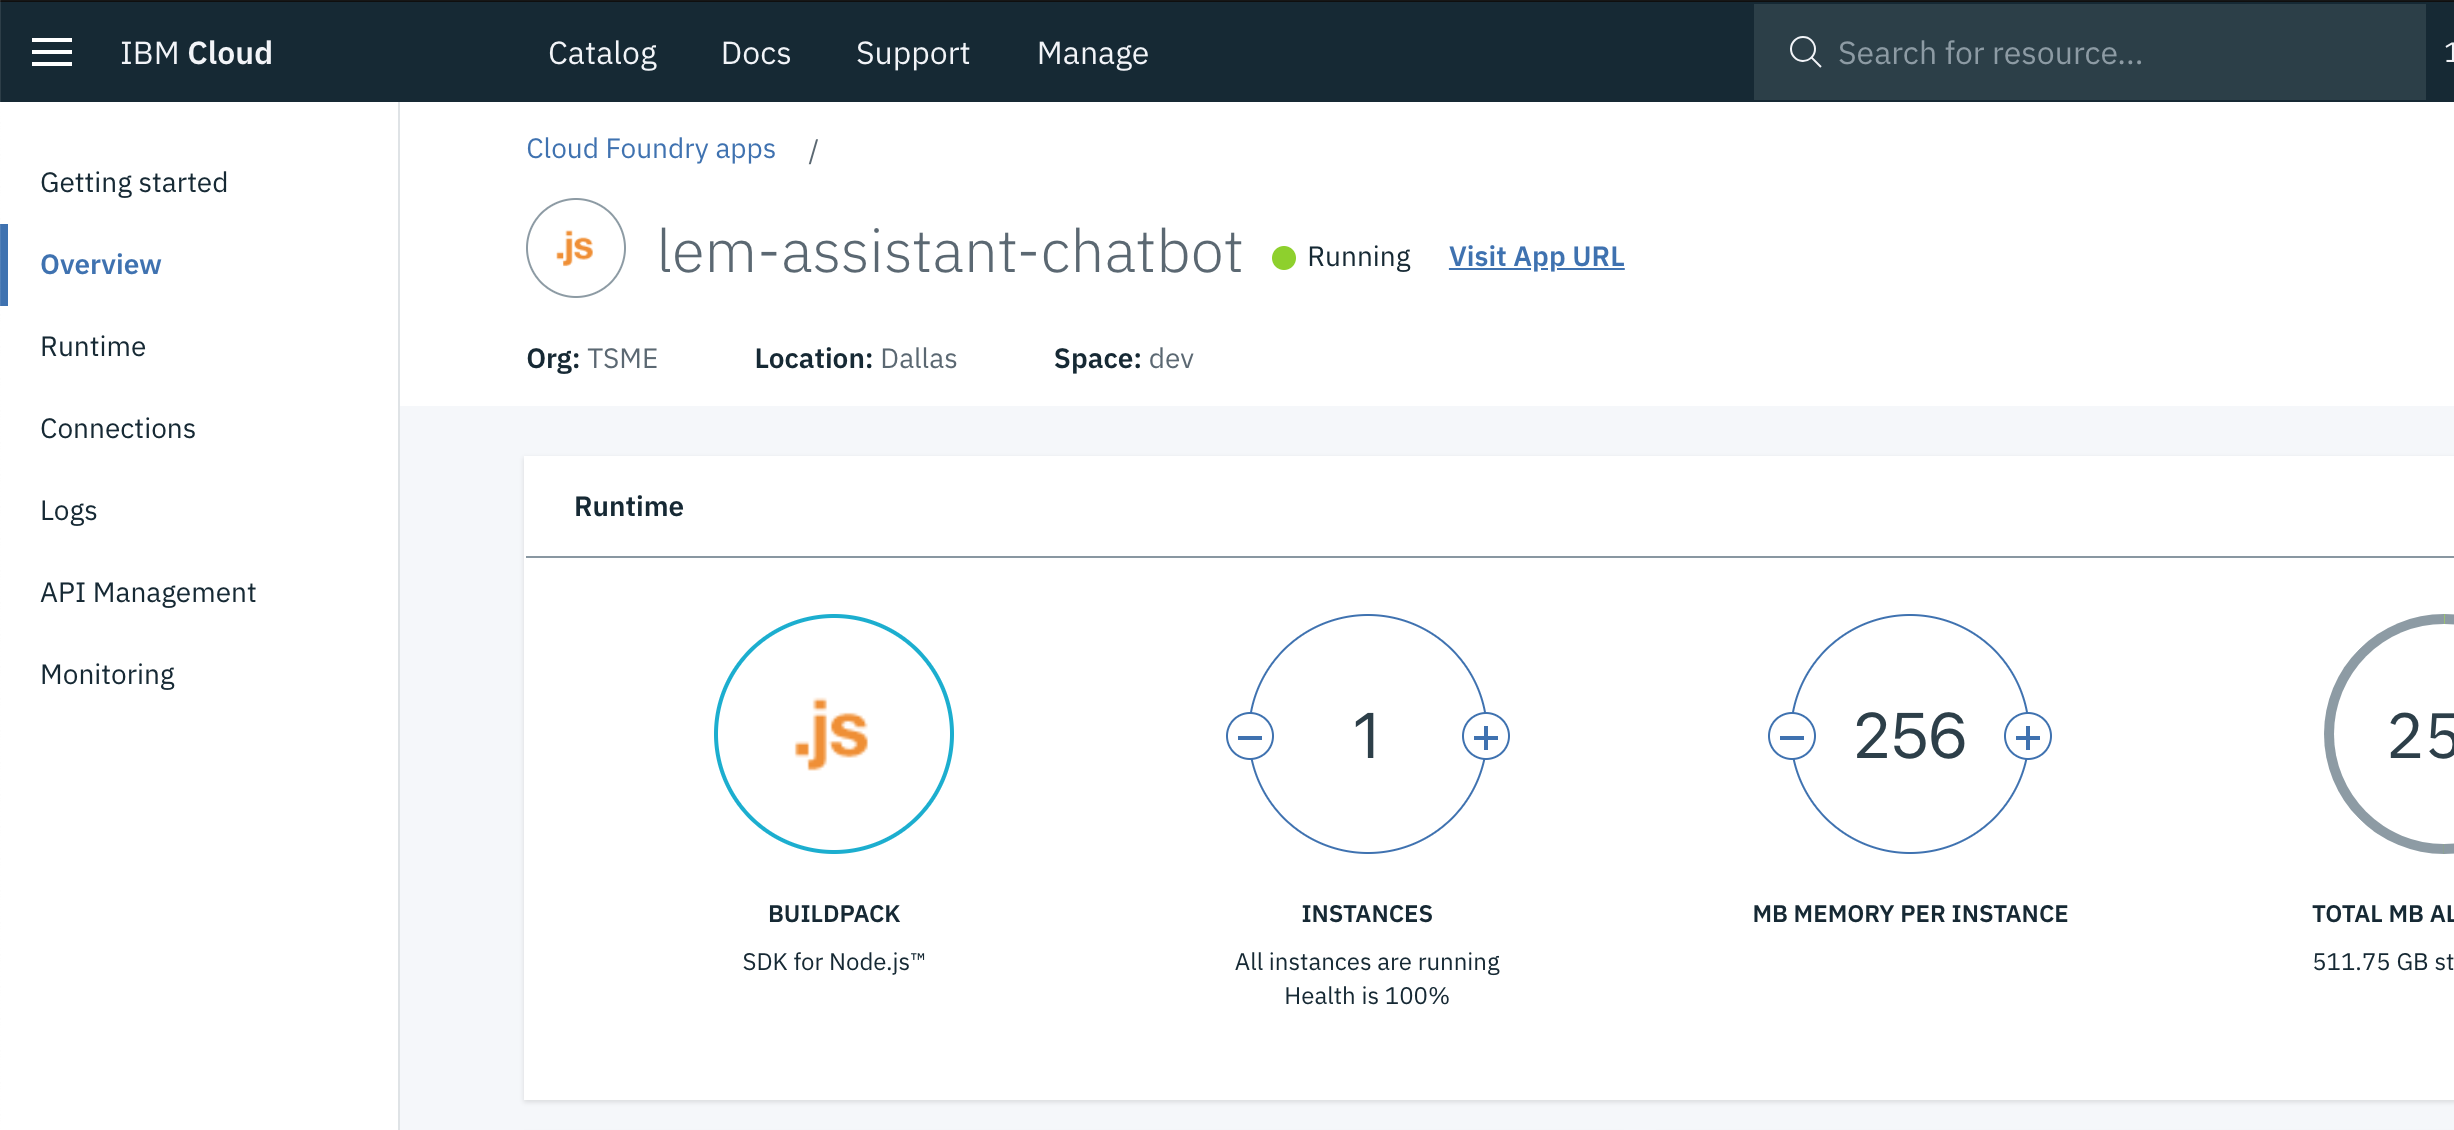 IBM Cloud Catalog Docs Support Manage Search for resource...
Getting started
Overview
Runtime
Connections
Logs
API Management
Monitoring
Cloud Foundry apps /
.js lem-assistant-chatbot Running Visit App URL
Org: TSME Location: Dallas Space: dev
Runtime
.js
BUILDPACK
SDK for Node.js™
1
INSTANCES
All instances are running
Health is 100%
256
MB MEMORY PER INSTANCE
25
TOTAL MB AL
511.75 GB st